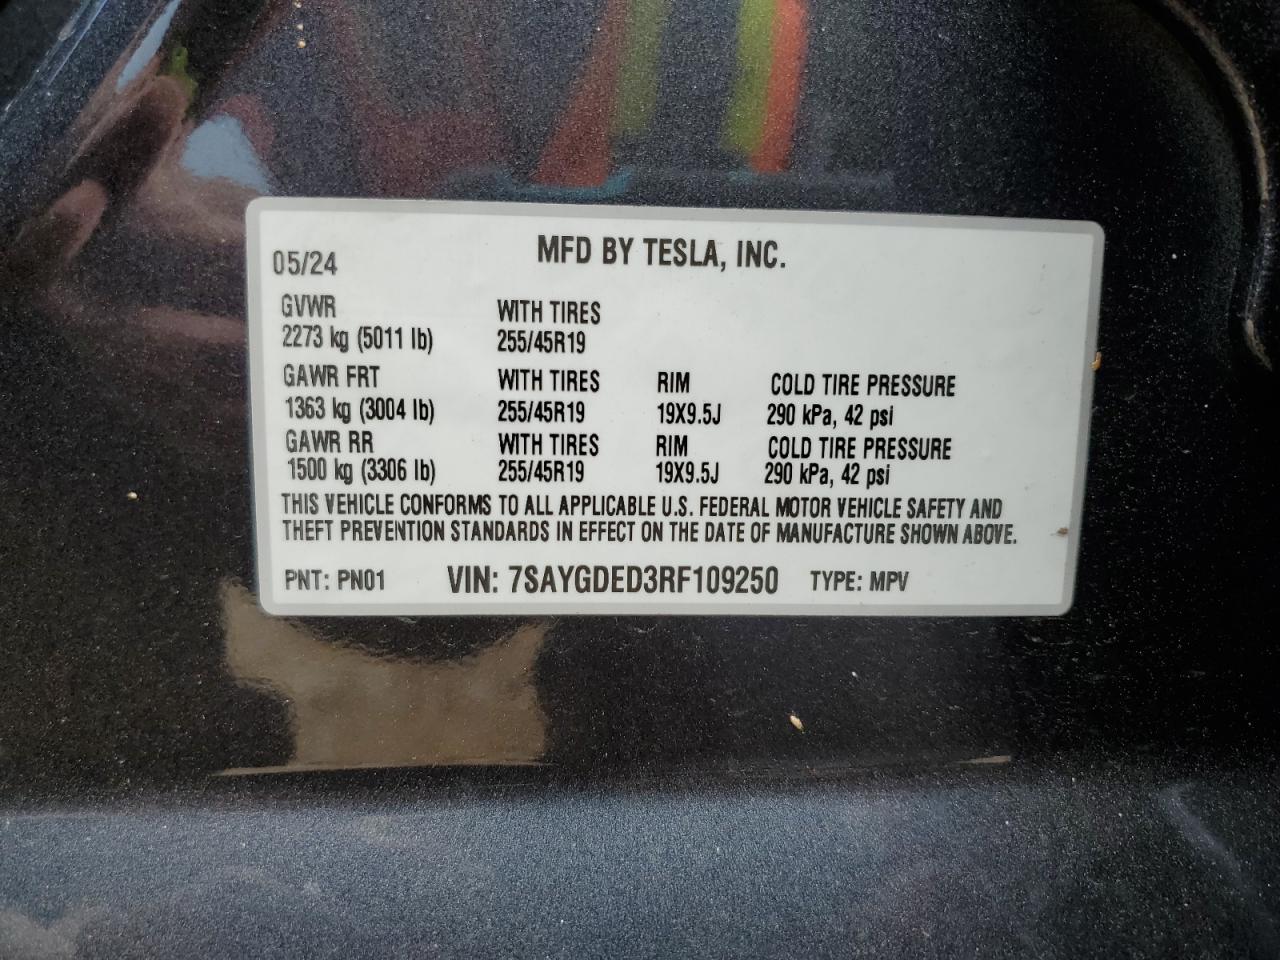 05/24 MFD BY TESLA, INC.
GVWR WITH TIRES
2273 kg (5011 lb) 255/45R19
GAWR FRT WITH TIRES RIM COLD TIRE PRESSURE
1363 kg (3004 lb) 255/45R19 19X9.5J 290 kPa, 42 psi
GAWR RR WITH TIRES RIM COLD TIRE PRESSURE
1500 kg (3306 lb) 255/45R19 19X9.5J 290 kPa, 42 psi
THIS VEHICLE CONFORMS TO ALL APPLICABLE U.S. FEDERAL MOTOR VEHICLE SAFETY AND
THEFT PREVENTION STANDARDS IN EFFECT ON THE DATE OF MANUFACTURE SHOWN ABOVE.
PNT: PN01 VIN: 7SAYGDED3RF109250 TYPE: MPV